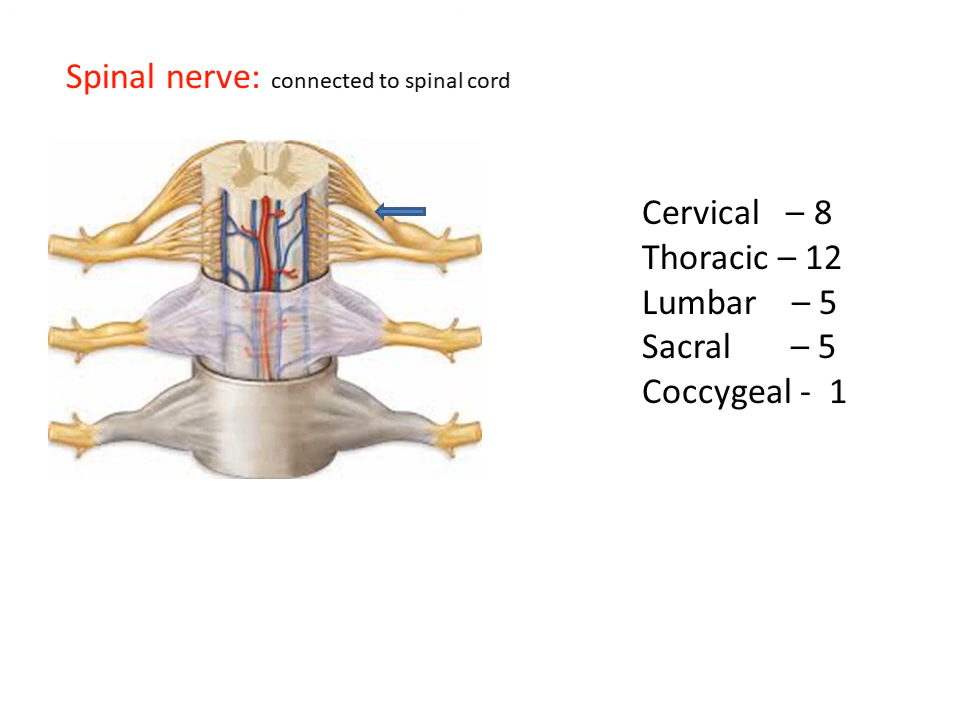 Spinal nerve: connected to spinal cord
Cervical – 8
Thoracic – 12
Lumbar – 5
Sacral – 5
Coccygeal - 1